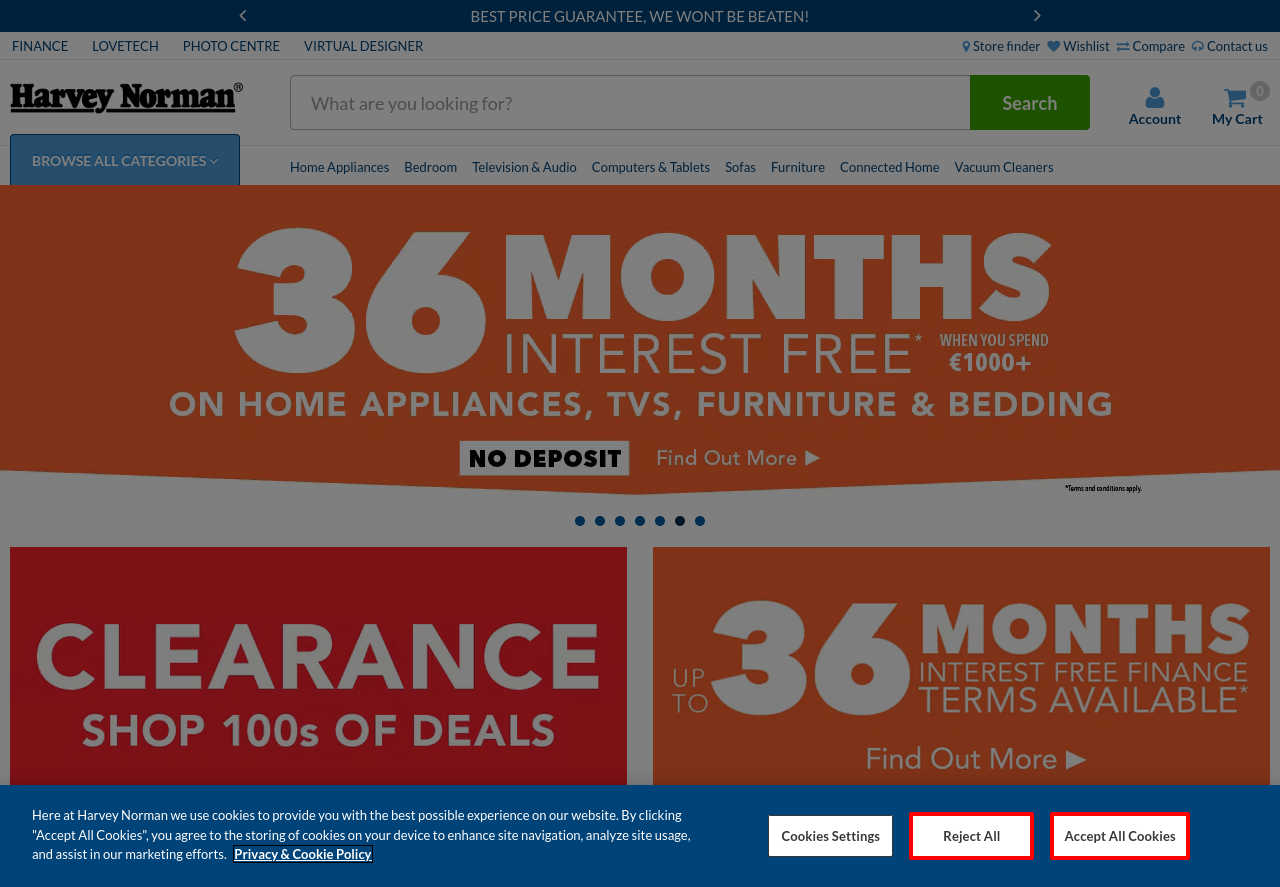 BEST PRICE GUARANTEE, WE WONT BE BEATEN!
FINANCE LOVETECH PHOTO CENTRE VIRTUAL DESIGNER Store finder Wishlist Compare Contact us
Harvey Norman®
What are you looking for? Search
0
Account My Cart
BROWSE ALL CATEGORIES
Home Appliances Bedroom Television & Audio Computers & Tablets Sofas Furniture Connected Home Vacuum Cleaners
36 MONTHS
INTEREST FREE* WHEN YOU SPEND
€1000+
ON HOME APPLIANCES, TVS, FURNITURE & BEDDING
NO DEPOSIT Find Out More ▶
*Terms and conditions apply.
CLEARANCE
SHOP 100s OF DEALS
UP TO 36 MONTHS
INTEREST FREE FINANCE
TERMS AVAILABLE*
Find Out More ▶
Here at Harvey Norman we use cookies to provide you with the best possible experience on our website. By clicking
"Accept All Cookies", you agree to the storing of cookies on your device to enhance site navigation, analyze site usage,
and assist in our marketing efforts. Privacy & Cookie Policy
Cookies Settings Reject All Accept All Cookies